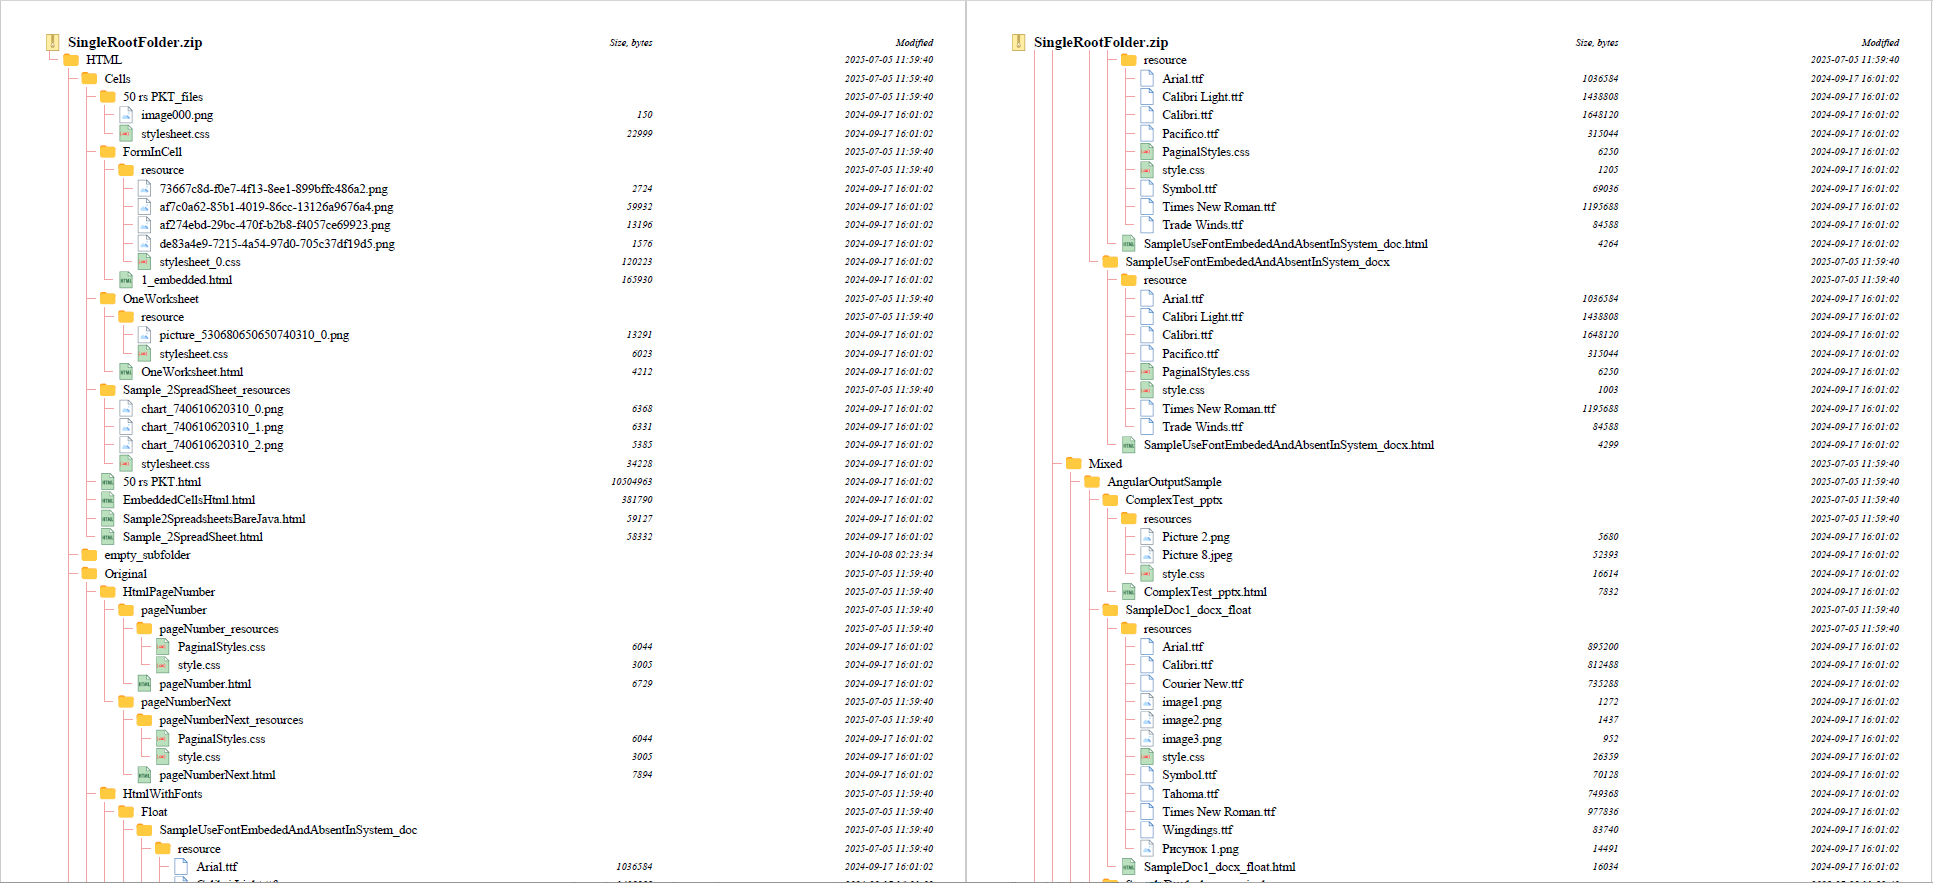 SingleRootFolder.zip Size, bytes Modified
HTML 2025-07-05 11:59:40
Cells 2025-07-05 11:59:40
50 rs PKT_files 2025-07-05 11:59:40
image000.png 150 2024-09-17 16:01:02
stylesheet.css 22999 2024-09-17 16:01:02
FormInCell 2025-07-05 11:59:40
resource 2025-07-05 11:59:40
73667c8d-f0e7-4f13-8ee1-899bffc486a2.png 2724 2024-09-17 16:01:02
af7c0a62-85b1-4019-86cc-13126a9676a4.png 59932 2024-09-17 16:01:02
af274ebd-29bc-470f-b2b8-f4057ce69923.png 13196 2024-09-17 16:01:02
de83a4e9-7215-4a54-97d0-705c37df19d5.png 1576 2024-09-17 16:01:02
stylesheet_0.css 120223 2024-09-17 16:01:02
1_embedded.html 165930 2024-09-17 16:01:02
OneWorksheet 2025-07-05 11:59:40
resource 2025-07-05 11:59:40
picture_530680650650740310_0.png 13291 2024-09-17 16:01:02
stylesheet.css 6023 2024-09-17 16:01:02
OneWorksheet.html 4212 2024-09-17 16:01:02
Sample_2SpreadSheet_resources 2025-07-05 11:59:40
chart_740610620310_0.png 6368 2024-09-17 16:01:02
chart_740610620310_1.png 6331 2024-09-17 16:01:02
chart_740610620310_2.png 5385 2024-09-17 16:01:02
stylesheet.css 34228 2024-09-17 16:01:02
50 rs PKT.html 10504963 2024-09-17 16:01:02
EmbeddedCellsHtml.html 381790 2024-09-17 16:01:02
Sample2SpreadsheetsBareJava.html 59127 2024-09-17 16:01:02
Sample_2SpreadSheet.html 58332 2024-09-17 16:01:02
empty_subfolder 2024-10-08 02:23:34
Original 2025-07-05 11:59:40
HtmlPageNumber 2025-07-05 11:59:40
pageNumber 2025-07-05 11:59:40
pageNumber_resources 2025-07-05 11:59:40
PaginalStyles.css 6044 2024-09-17 16:01:02
style.css 3005 2024-09-17 16:01:02
pageNumber.html 6729 2024-09-17 16:01:02
pageNumberNext 2025-07-05 11:59:40
pageNumberNext_resources 2025-07-05 11:59:40
PaginalStyles.css 6044 2024-09-17 16:01:02
style.css 3005 2024-09-17 16:01:02
pageNumberNext.html 7894 2024-09-17 16:01:02
HtmlWithFonts 2025-07-05 11:59:40
Float 2025-07-05 11:59:40
SampleUseFontEmbededAndAbsentInSystem_doc 2025-07-05 11:59:40
resource 2025-07-05 11:59:40
Arial.ttf 1036584 2024-09-17 16:01:02
SingleRootFolder.zip Size, bytes Modified
resource 2025-07-05 11:59:40
Arial.ttf 1036584 2024-09-17 16:01:02
Calibri Light.ttf 1438808 2024-09-17 16:01:02
Calibri.ttf 1648120 2024-09-17 16:01:02
Pacifico.ttf 315044 2024-09-17 16:01:02
PaginalStyles.css 6250 2024-09-17 16:01:02
style.css 1205 2024-09-17 16:01:02
Symbol.ttf 69036 2024-09-17 16:01:02
Times New Roman.ttf 1195688 2024-09-17 16:01:02
Trade Winds.ttf 84588 2024-09-17 16:01:02
SampleUseFontEmbededAndAbsentInSystem_doc.html 4264 2024-09-17 16:01:02
SampleUseFontEmbededAndAbsentInSystem_docx 2025-07-05 11:59:40
resource 2025-07-05 11:59:40
Arial.ttf 1036584 2024-09-17 16:01:02
Calibri Light.ttf 1438808 2024-09-17 16:01:02
Calibri.ttf 1648120 2024-09-17 16:01:02
Pacifico.ttf 315044 2024-09-17 16:01:02
PaginalStyles.css 6250 2024-09-17 16:01:02
style.css 1003 2024-09-17 16:01:02
Times New Roman.ttf 1195688 2024-09-17 16:01:02
Trade Winds.ttf 84588 2024-09-17 16:01:02
SampleUseFontEmbededAndAbsentInSystem_docx.html 4299 2024-09-17 16:01:02
Mixed 2025-07-05 11:59:40
AngularOutputSample 2025-07-05 11:59:40
ComplexTest_pptx 2025-07-05 11:59:40
resources 2025-07-05 11:59:40
Picture 2.png 5680 2024-09-17 16:01:02
Picture 8.jpeg 52393 2024-09-17 16:01:02
style.css 16614 2024-09-17 16:01:02
ComplexTest_pptx.html 7832 2024-09-17 16:01:02
SampleDoc1_docx_float 2025-07-05 11:59:40
resources 2025-07-05 11:59:40
Arial.ttf 895200 2024-09-17 16:01:02
Calibri.ttf 812488 2024-09-17 16:01:02
Courier New.ttf 735288 2024-09-17 16:01:02
image1.png 1272 2024-09-17 16:01:02
image2.png 1437 2024-09-17 16:01:02
image3.png 952 2024-09-17 16:01:02
style.css 26359 2024-09-17 16:01:02
Symbol.ttf 70128 2024-09-17 16:01:02
Tahoma.ttf 749368 2024-09-17 16:01:02
Times New Roman.ttf 977836 2024-09-17 16:01:02
Wingdings.ttf 83740 2024-09-17 16:01:02
Рисунок 1.png 14491 2024-09-17 16:01:02
SampleDoc1_docx_float.html 16034 2024-09-17 16:01:02